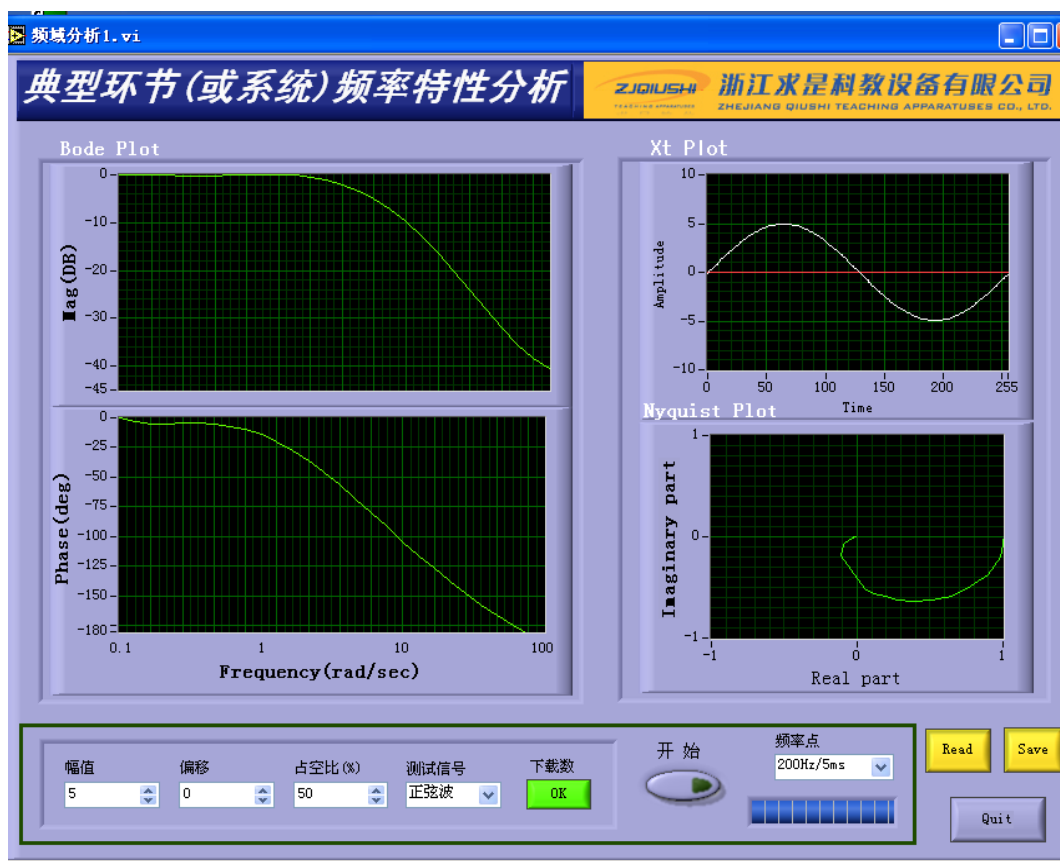 频域分析1.vi
典型环节(或系统)频率特性分析
ZJQIUSHI
TEACHING APPARATUSES
浙江求是科教设备有限公司
ZHEJIANG QIUSHI TEACHING APPARATUSES CO., LTD.
Bode Plot
Mag(DB)
0
-10
-20
-30
-40
-45
Phase(deg)
0
-25
-50
-75
-100
-125
-150
-180
0.1 1 10 100
Frequency(rad/sec)
Xt Plot
Amplitude
10
5
0
-5
-10
0 50 100 150 200 255
Time
Nyquist Plot
Imaginary part
1
0
-1
-1 0 1
Real part
幅值 偏移 占空比(%) 测试信号 下载数
5 0 50 正弦波 OK
开 始
频率点
200Hz/5ms
Read Save
Quit